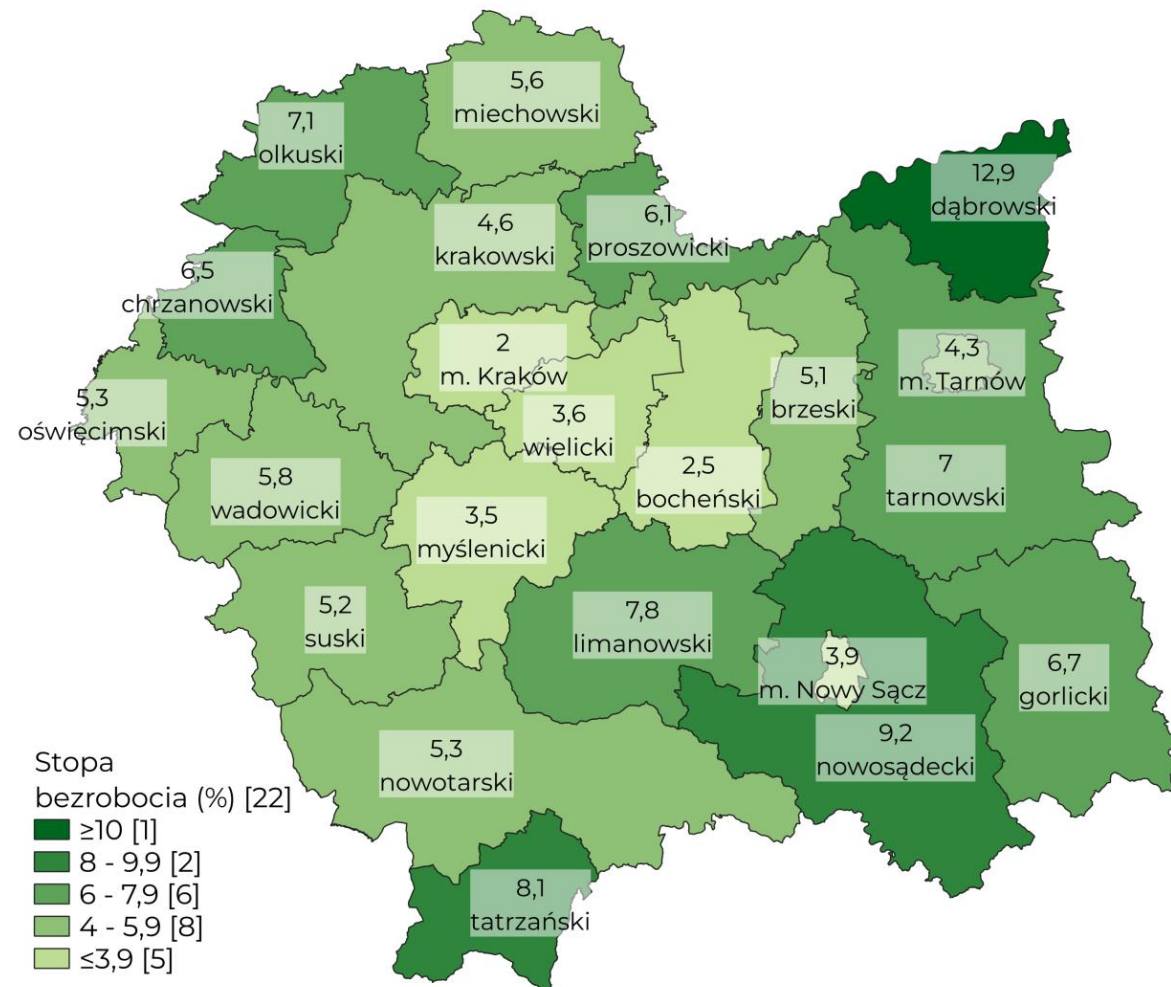 5,6
miechowski
7,1
olkuski
12,9
dąbrowski
4,6
krakowski
6,1
proszowicki
6,5
chrzanowski
2
m. Kraków
4,3
m. Tarnów
5,3
oświęcimski
3,6
wielicki
5,1
brzeski
5,8
wadowicki
2,5
bocheński
7
tarnowski
3,5
myślenicki
5,2
suski
7,8
limanowski
3,9
m. Nowy Sącz
6,7
gorlicki
5,3
nowotarski
9,2
nowosądecki
8,1
tatrzański
Stopa
bezrobocia (%) [22]
≥10 [1]
8 - 9,9 [2]
6 - 7,9 [6]
4 - 5,9 [8]
≤3,9 [5]